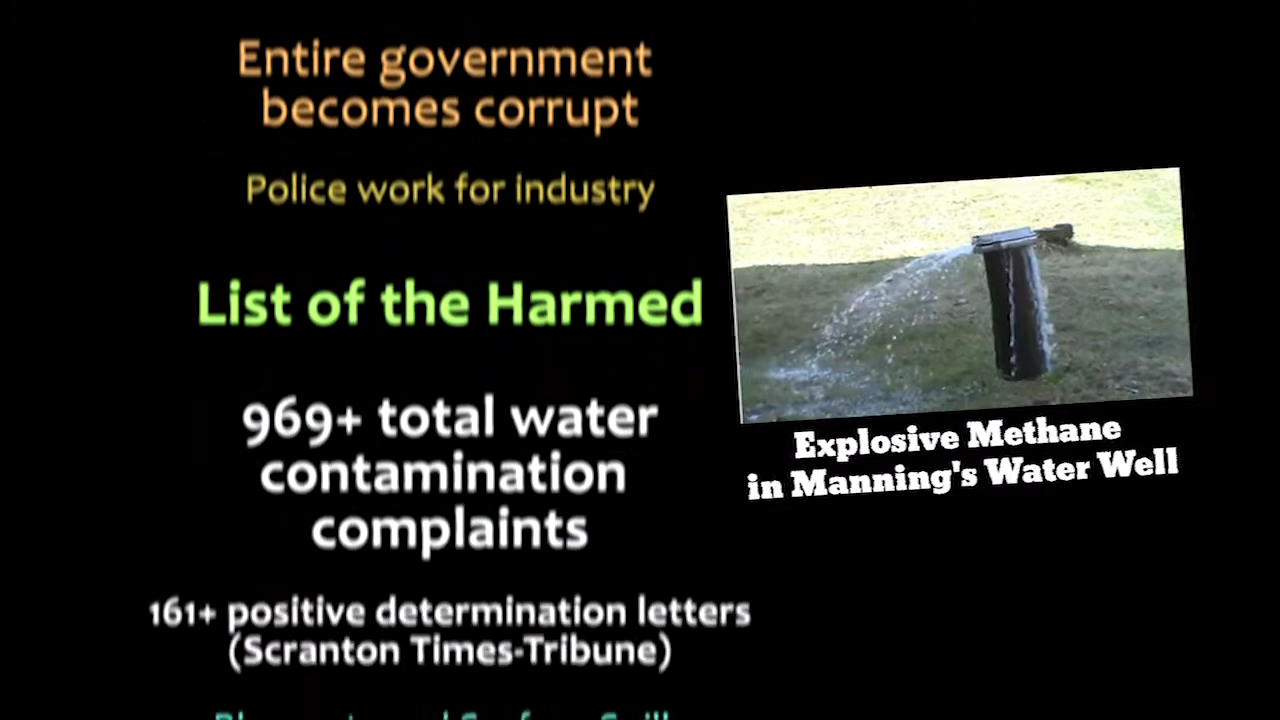 Entire government
becomes corrupt
Police work for industry
List of the Harmed
969+ total water
contamination
complaints
161+ positive determination letters
(Scranton Times-Tribune)
Explosive Methane
in Manning's Water Well